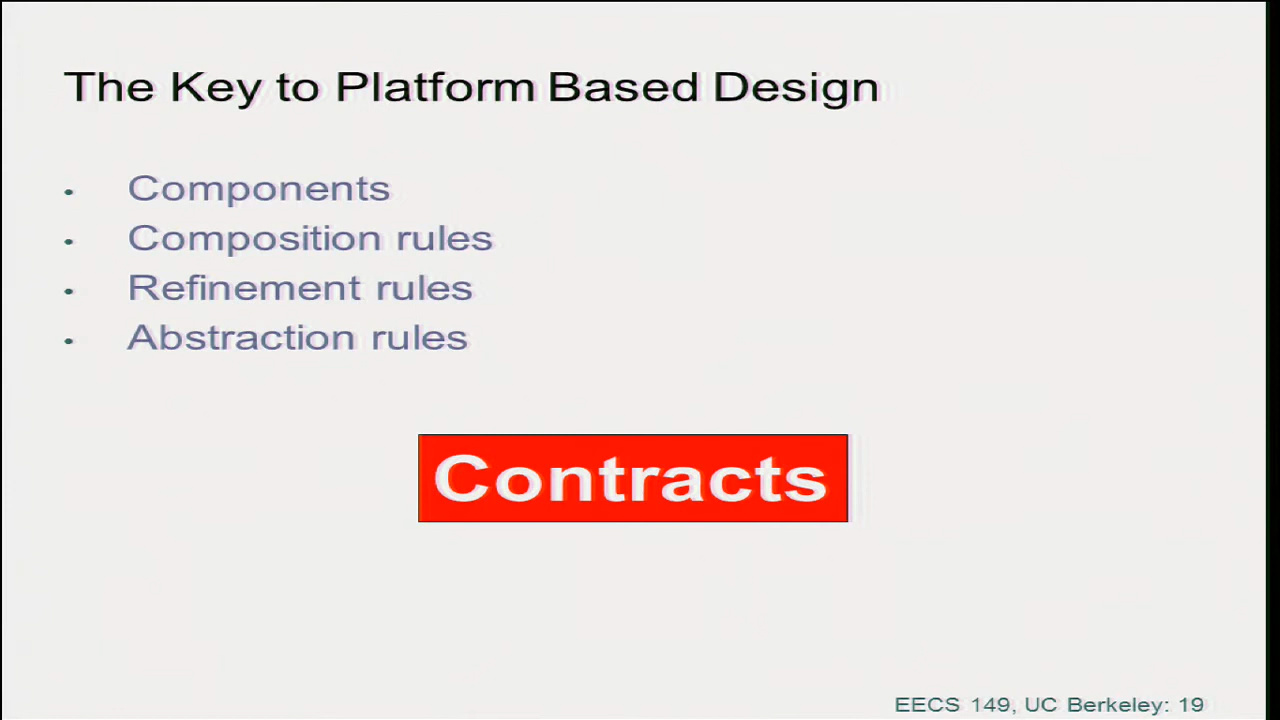 The Key to Platform Based Design
• Components
• Composition rules
• Refinement rules
• Abstraction rules
Contracts
EECS 149, UC Berkeley: 19